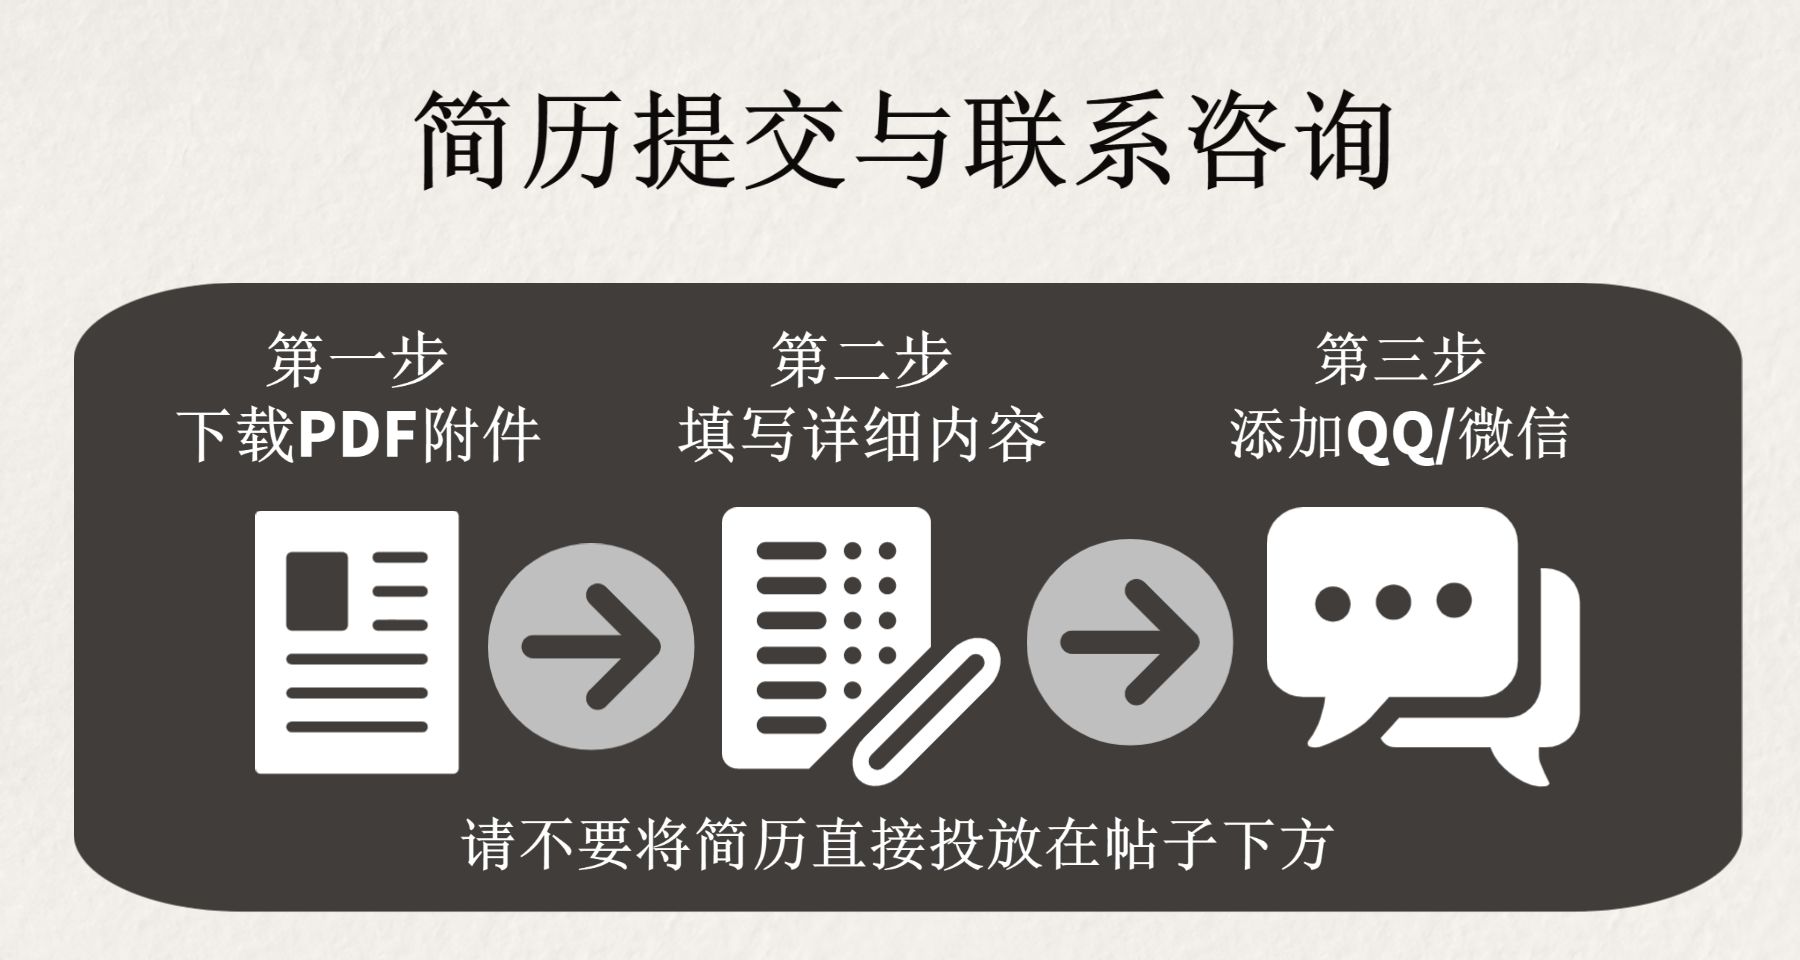 简历提交与联系咨询
第一步
下载PDF附件
第二步
填写详细内容
第三步
添加QQ/微信
请不要将简历直接投放在帖子下方